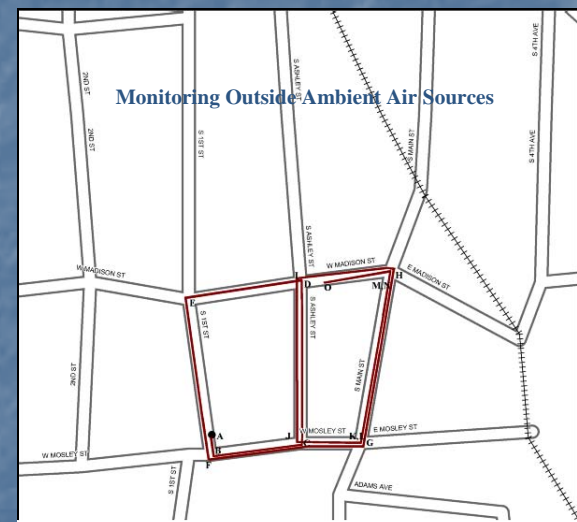 Monitoring Outside Ambient Air Sources
2ND ST
S ASHLEY ST
S 4TH AVE
2ND ST
S 1ST ST
S MAIN ST
S 4TH AVE
S ASHLEY ST
W MADISON ST
W MADISON ST
E MADISON ST
I
D
O
H
M,N
E
S 1ST ST
S ASHLEY ST
S MAIN ST
2ND ST
A
B
J
C
W MOSLEY ST
K
G
E MOSLEY ST
W MOSLEY ST
F
S 1ST ST
ADAMS AVE